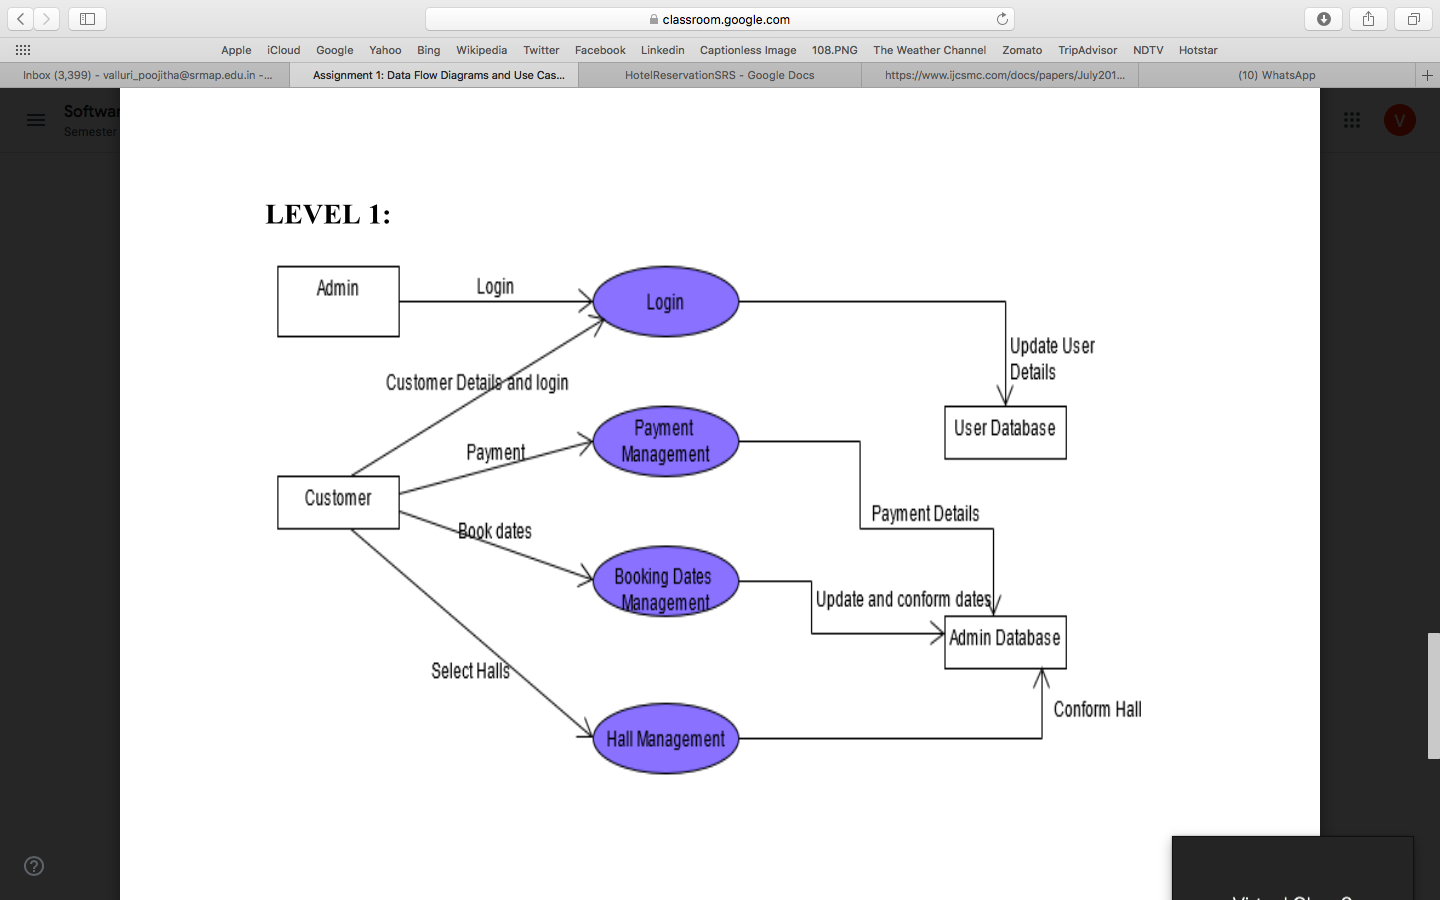 classroom.google.com
Apple iCloud Google Yahoo Bing Wikipedia Twitter Facebook Linkedin Captionless Image 108.PNG The Weather Channel Zomato TripAdvisor NDTV Hotstar
Inbox (3,399) - valluri_poojitha@srmap.edu.in -... Assignment 1: Data Flow Diagrams and Use Cas... HotelReservationSRS - Google Docs https://www.ijcsmc.com/docs/papers/July201... (10) WhatsApp
Softwar
Semester
V
LEVEL 1:
Admin
Login
Login
Update User
Details
Customer Details and login
User Database
Payment
Management
Payment
Customer
Payment Details
Book dates
Booking Dates
Management
Update and conform dates
Admin Database
Select Halls
Conform Hall
Hall Management